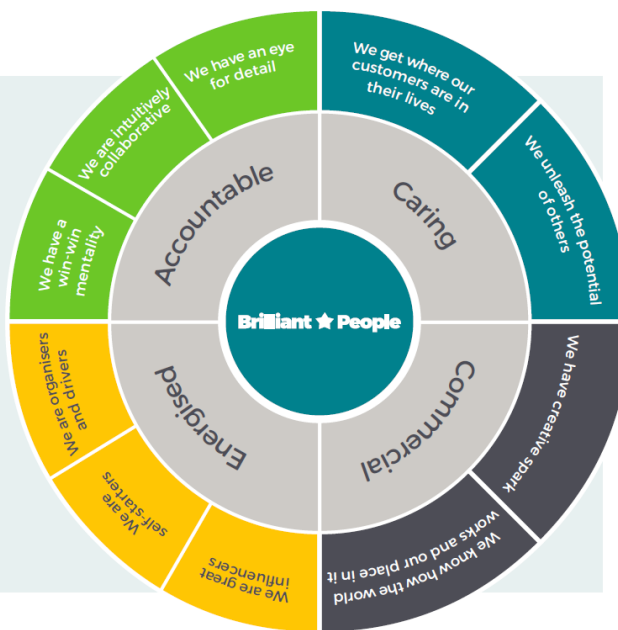 We get where our
customers are in
their lives
We unleash the potential
of others
We have creative spark
We know how the world
works and our place in it
We are great
influencers
We are
self-starters
We are organisers
and drivers
We have a
win-win
mentality
We are intuitively
collaborative
We have an eye
for detail
Accountable
Caring
Commercial
Energised
Brilliant ★ People